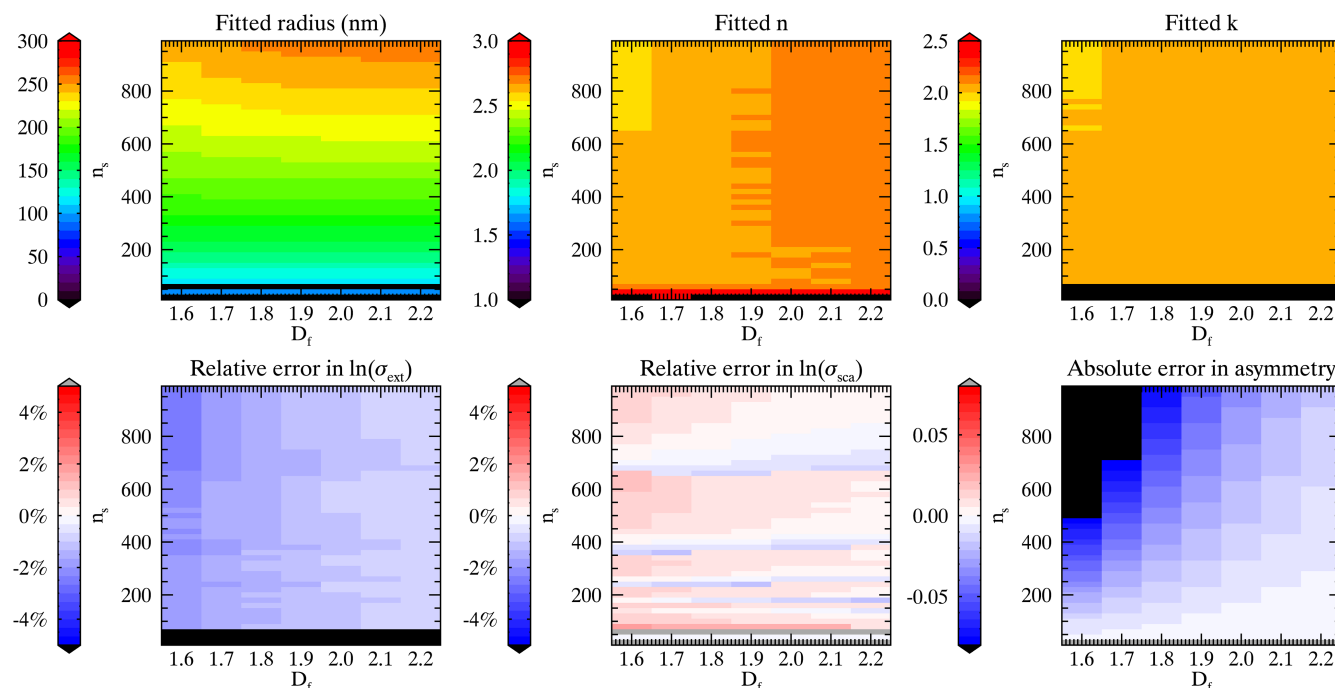 Fitted radius (nm)
300
250
200
150
100
50
0
n_s
800
600
400
200
1.6 1.7 1.8 1.9 2.0 2.1 2.2
D_f
Fitted n
3.0
2.5
2.0
1.5
1.0
n_s
800
600
400
200
1.6 1.7 1.8 1.9 2.0 2.1 2.2
D_f
Fitted k
2.5
2.0
1.5
1.0
0.5
0.0
n_s
800
600
400
200
1.6 1.7 1.8 1.9 2.0 2.1 2.2
D_f
Relative error in ln(σ_ext)
4%
2%
0%
-2%
-4%
n_s
800
600
400
200
1.6 1.7 1.8 1.9 2.0 2.1 2.2
D_f
Relative error in ln(σ_sca)
4%
2%
0%
-2%
-4%
n_s
800
600
400
200
1.6 1.7 1.8 1.9 2.0 2.1 2.2
D_f
Absolute error in asymmetry
0.05
0.00
-0.05
n_s
800
600
400
200
1.6 1.7 1.8 1.9 2.0 2.1 2.2
D_f